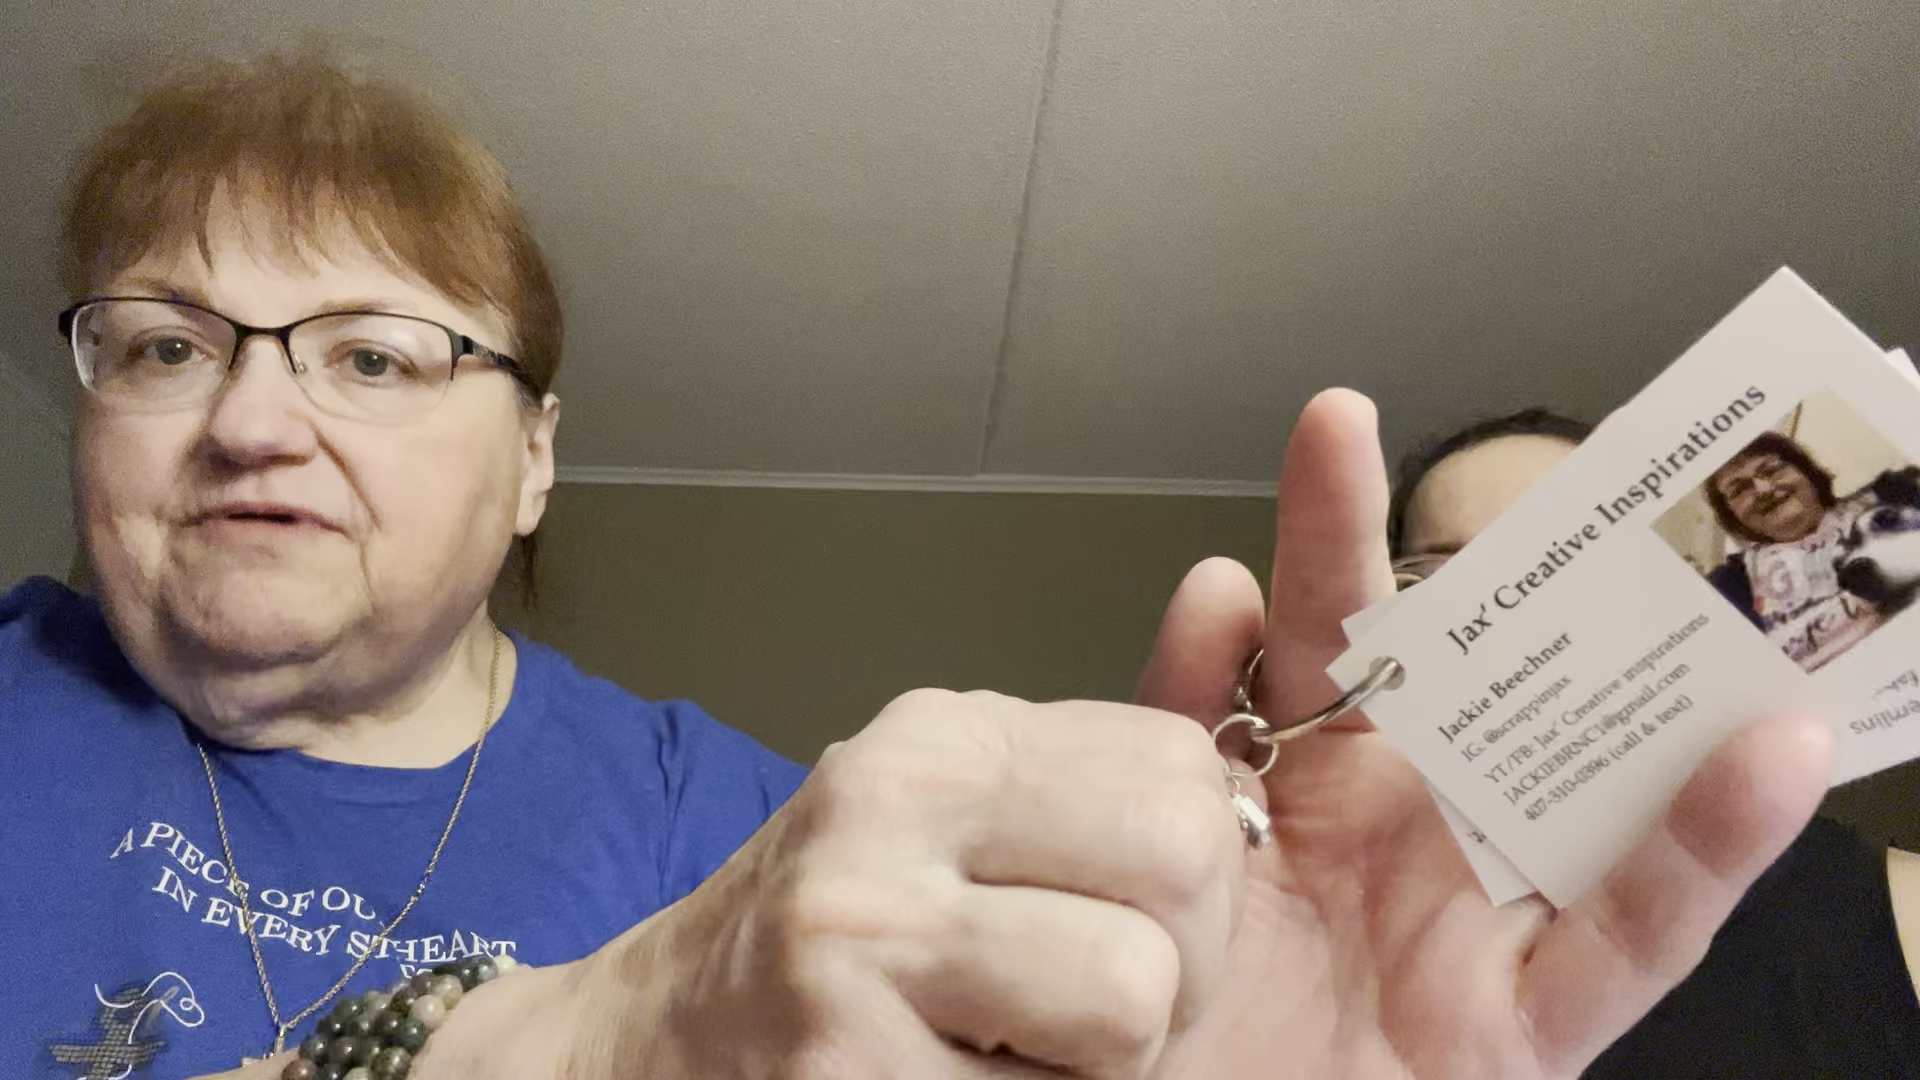 Jax' Creative Inspirations
Jackie Beechner
IG: @scrappinjax
YT/FB: Jax' Creative inspirations
JACKIEBRNC1@gmail.com
407-310-0396 (call & text)
emlins
A PIECE OF OU
IN EVERY ST
HEART